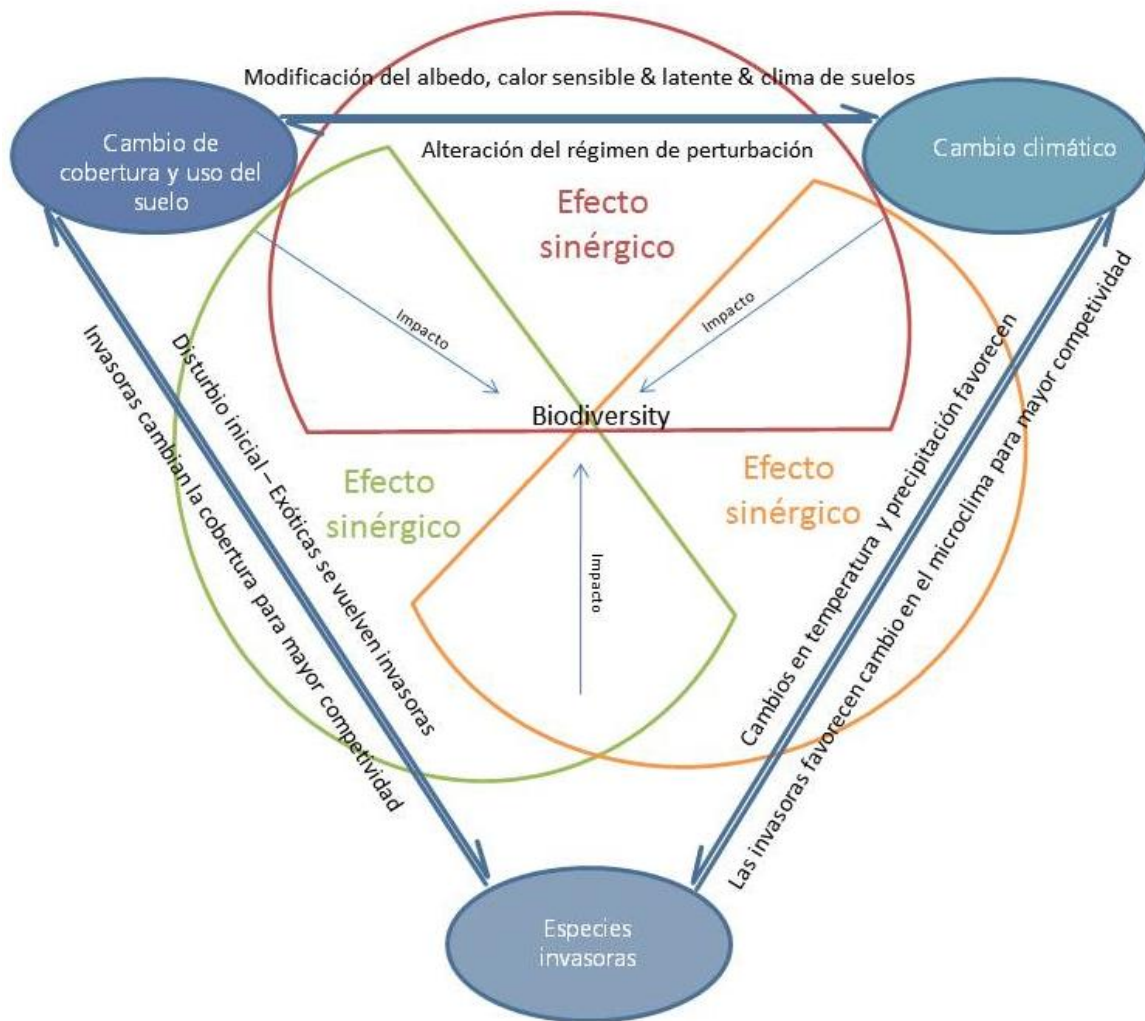 Modificación del albedo, calor sensible & latente & clima de suelos
Cambio de
cobertura y uso del
suelo
Cambio climático
Alteración del régimen de perturbación
Efecto
sinérgico
Impacto
Impacto
Biodiversity
Efecto
sinérgico
Efecto
sinérgico
Impacto
Disturbio inicial – Exóticas se vuelven invasoras
Invasoras cambian la cobertura para mayor competividad
Cambios en temperatura y precipitación favorecen
Las invasoras favorecen cambio en el microclima para mayor competividad
Especies
invasoras